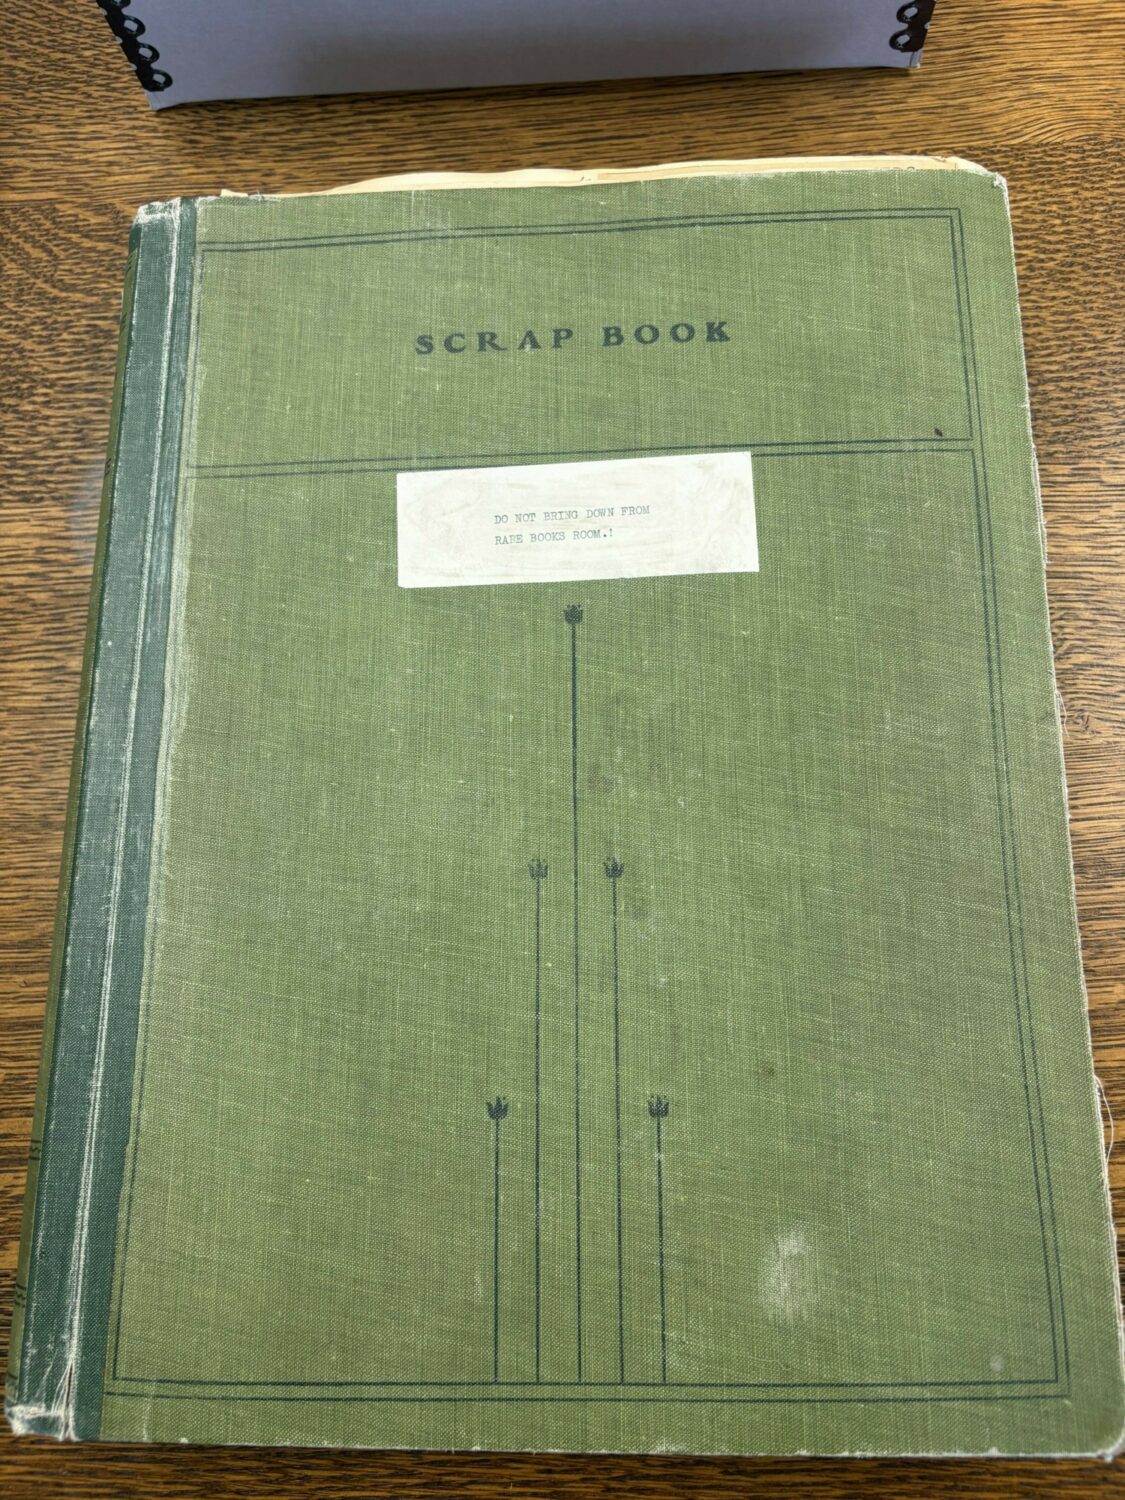 SCRAP BOOK
DO NOT BRING DOWN FROM
RARE BOOKS ROOM.!